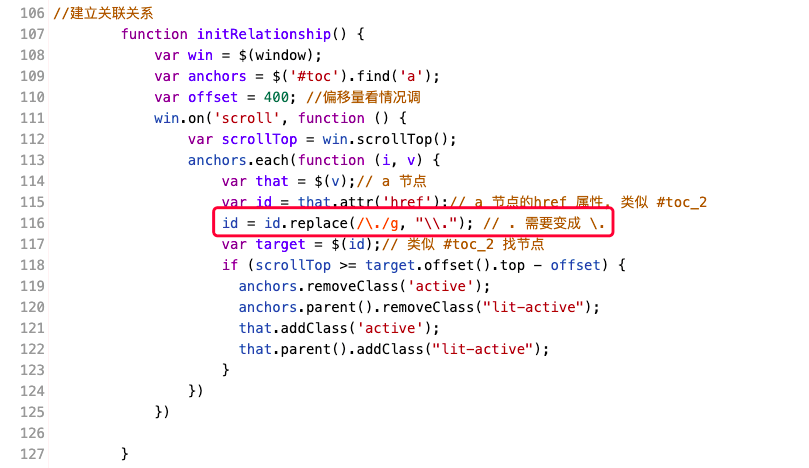 106 //建立关联关系
107 function initRelationship() {
108 var win = $(window);
109 var anchors = $('#toc').find('a');
110 var offset = 400; //偏移量看情况调
111 win.on('scroll', function () {
112 var scrollTop = win.scrollTop();
113 anchors.each(function (i, v) {
114 var that = $(v);// a 节点
115 var id = that.attr('href');// a 节点的href 属性, 类似 #toc_2
116 id = id.replace(/\./g, "\\."); // . 需要变成 \.
117 var target = $(id);// 类似 #toc_2 找节点
118 if (scrollTop >= target.offset().top - offset) {
119 anchors.removeClass('active');
120 anchors.parent().removeClass("lit-active");
121 that.addClass('active');
122 that.parent().addClass("lit-active");
123 }
124 })
125 })
126
127 }